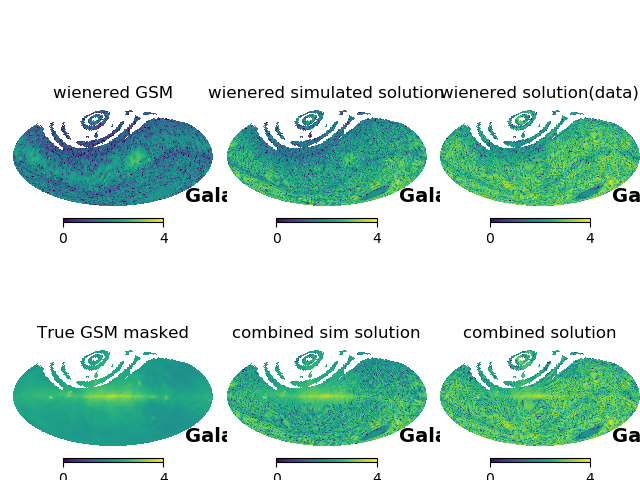 wienered GSM wienered simulated solution wienered solution(data)
Gala Gala Ga
0 4 0 4 0 4
True GSM masked combined sim solution combined solution
Gala Gala Ga
0 4 0 4 0 4